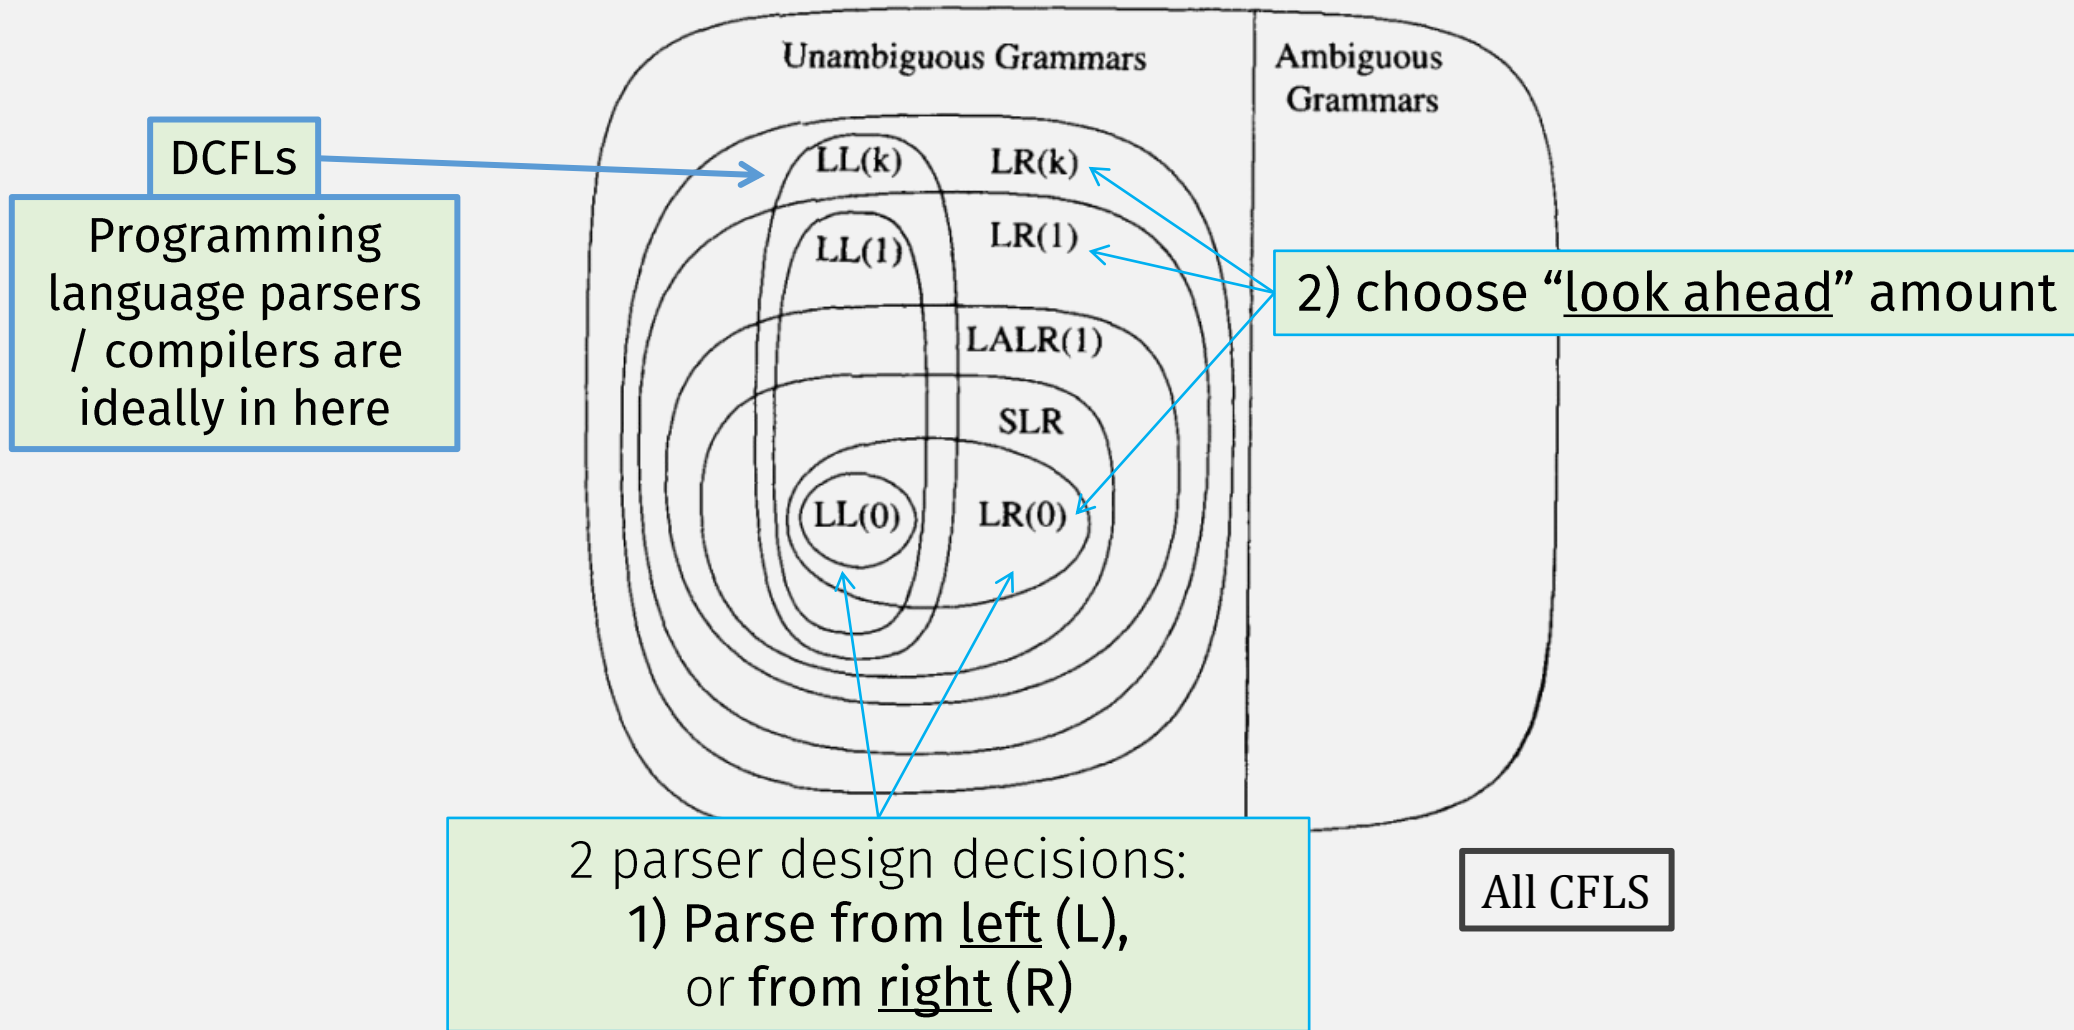 Unambiguous Grammars
Ambiguous
Grammars
DCFLs
Programming
language parsers
/ compilers are
ideally in here
LL(k)
LR(k)
LL(1)
LR(1)
2) choose “look ahead” amount
LALR(1)
SLR
LL(0)
LR(0)
2 parser design decisions:
1) Parse from left (L),
or from right (R)
All CFLS